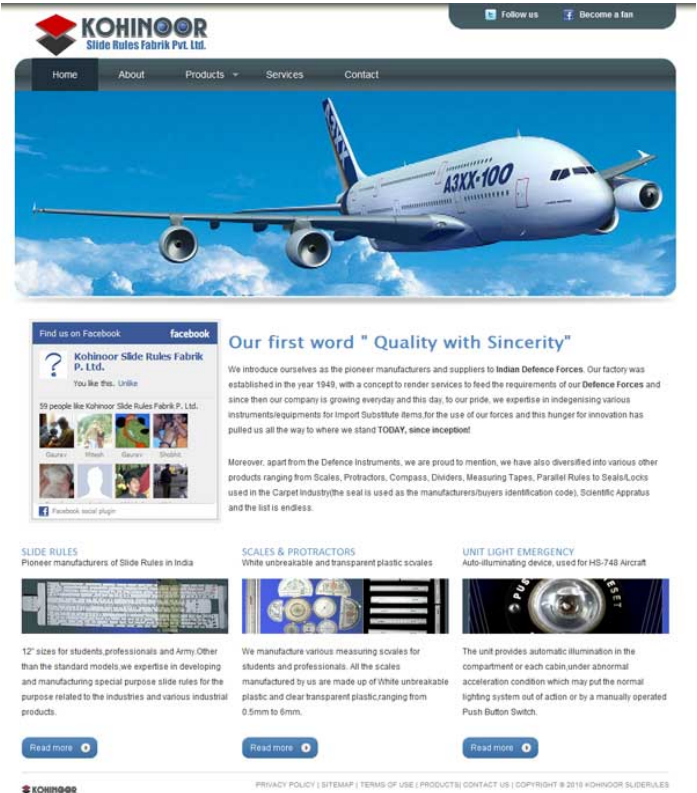 KOHINOOR
Slide Rules Fabrik Pvt. Ltd.
Follow us
Become a fan
Home
About
Products
Services
Contact
A3XX-100
Find us on Facebook
facebook
Kohinoor Slide Rules Fabrik
P. Ltd.
You like this. Unlike
59 people like Kohinoor Slide Rules Fabrik P. Ltd.
Gaurav
Mitesh
Gaurav
Shobhit
Facebook social plugin
Our first word " Quality with Sincerity"
We introduce ourselves as the pioneer manufacturers and suppliers to Indian Defence Forces. Our factory was
established in the year 1949, with a concept to render services to feed the requirements of our Defence Forces and
since then our company is growing everyday and this day, to our pride, we expertise in indegenising various
instruments/equipments for Import Substitute items,for the use of our forces and this hunger for innovation has
pulled us all the way to where we stand TODAY, since inception!
Moreover, apart from the Defence Instruments, we are proud to mention, we have also diversified into various other
products ranging from Scales, Protractors, Compass, Dividers, Measuring Tapes, Parallel Rules to Seals/Locks
used in the Carpet Industry(the seal is used as the manufacturers/buyers identification code), Scientific Appratus
and the list is endless.
SLIDE RULES
Pioneer manufacturers of Slide Rules in India
12" sizes for students,professionals and Army.Other
than the standard models,we expertise in developing
and manufacturing special purpose slide rules for the
purpose related to the industries and various industrial
products.
Read more
SCALES & PROTRACTORS
White unbreakable and transparent plastic scvales
We manufacture various measuring scvales for
students and professionals. All the scales
manufactured by us are made up of White unbreakable
plastic and clear transparent plastic,ranging from
0.5mm to 6mm.
Read more
UNIT LIGHT EMERGENCY
Auto-illuminating device, used for HS-748 Aircraft
PUS
RESET
The unit provides automatic illumination in the
compartment or each cabin,under abnormal
acceleration condition which may put the normal
lighting system out of action or by a manually operated
Push Button Switch.
Read more
KOHINOOR
PRIVACY POLICY | SITEMAP | TERMS OF USE | PRODUCTS| CONTACT US | COPYRIGHT © 2010 KOHINOOR SLIDERULES